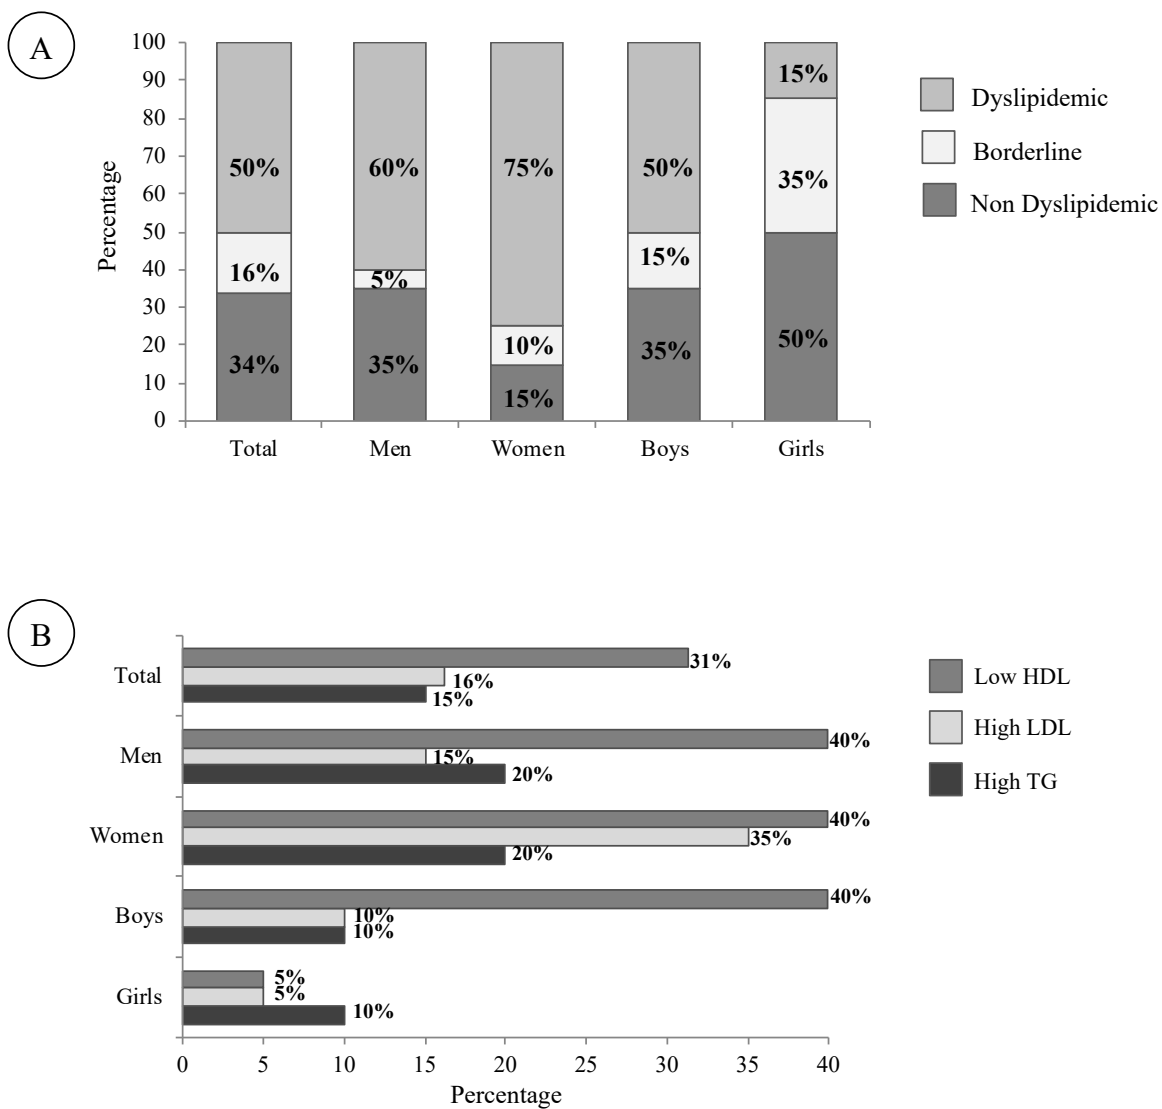 A
100
90
80
70
60
50
40
30
20
10
0
Percentage
50%
16%
34%
60%
5%
35%
75%
10%
15%
50%
15%
35%
15%
35%
50%
Total Men Women Boys Girls
Dyslipidemic
Borderline
Non Dyslipidemic
B
Total
31%
16%
15%
Men
40%
15%
20%
Women
40%
35%
20%
Boys
40%
10%
10%
Girls
5%
5%
10%
0 5 10 15 20 25 30 35 40
Percentage
Low HDL
High LDL
High TG